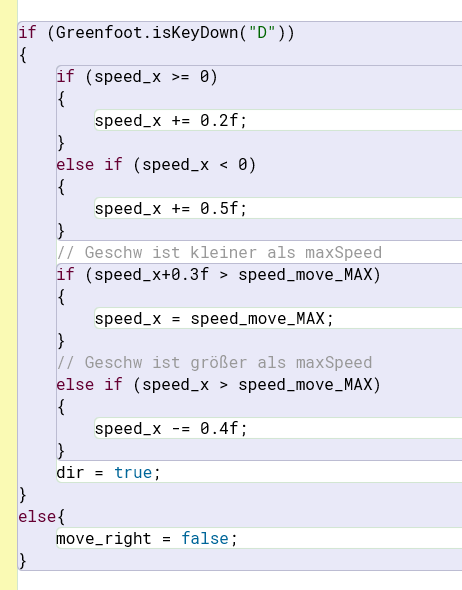 if (Greenfoot.isKeyDown("D"))
{
    if (speed_x >= 0)
    {
        speed_x += 0.2f;
    }
    else if (speed_x < 0)
    {
        speed_x += 0.5f;
    }
    // Geschw ist kleiner als maxSpeed
    if (speed_x+0.3f > speed_move_MAX)
    {
        speed_x = speed_move_MAX;
    }
    // Geschw ist größer als maxSpeed
    else if (speed_x > speed_move_MAX)
    {
        speed_x -= 0.4f;
    }
    dir = true;
}
else{
    move_right = false;
}